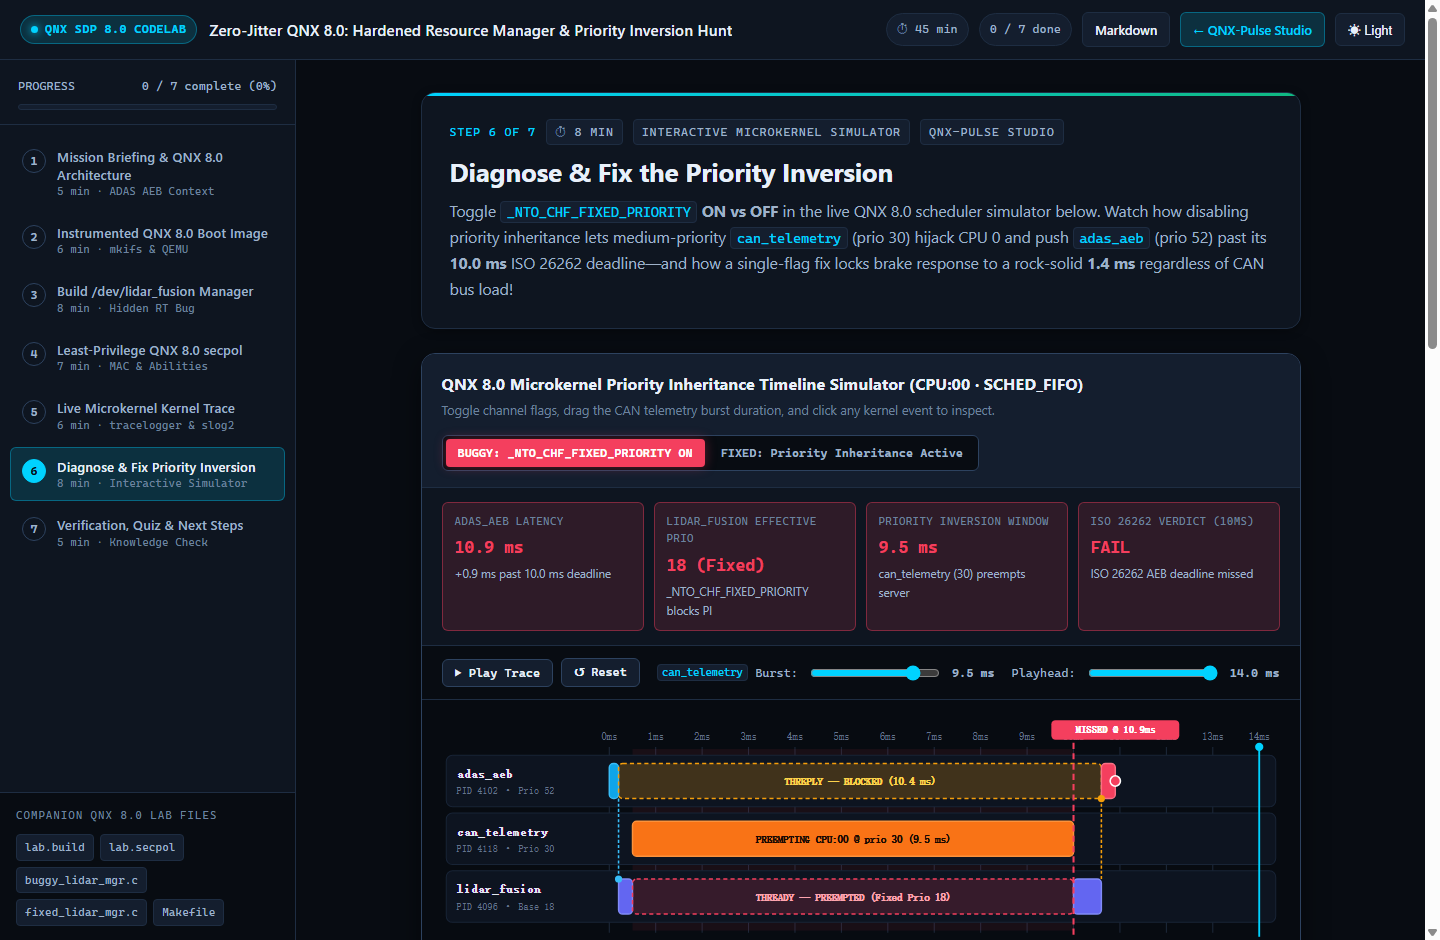 QNX SDP 8.0 CODELAB
Zero-Jitter QNX 8.0: Hardened Resource Manager & Priority Inversion Hunt
⏱ 45 min
0 / 7 done
Markdown
← QNX-Pulse Studio
☀ Light
PROGRESS
0 / 7 complete (0%)
1
Mission Briefing & QNX 8.0
Architecture
5 min · ADAS AEB Context
2
Instrumented QNX 8.0 Boot Image
6 min · mkifs & QEMU
3
Build /dev/lidar_fusion Manager
8 min · Hidden RT Bug
4
Least-Privilege QNX 8.0 secpol
7 min · MAC & Abilities
5
Live Microkernel Kernel Trace
6 min · tracelogger & slog2
6
Diagnose & Fix Priority Inversion
8 min · Interactive Simulator
7
Verification, Quiz & Next Steps
5 min · Knowledge Check
COMPANION QNX 8.0 LAB FILES
lab.build
lab.secpol
buggy_lidar_mgr.c
fixed_lidar_mgr.c
Makefile
STEP 6 OF 7
⏱ 8 MIN
INTERACTIVE MICROKERNEL SIMULATOR
QNX-PULSE STUDIO
Diagnose & Fix the Priority Inversion
Toggle _NTO_CHF_FIXED_PRIORITY ON vs OFF in the live QNX 8.0 scheduler simulator below. Watch how disabling
priority inheritance lets medium-priority can_telemetry (prio 30) hijack CPU 0 and push adas_aeb (prio 52) past its
10.0 ms ISO 26262 deadline—and how a single-flag fix locks brake response to a rock-solid 1.4 ms regardless of CAN
bus load!
QNX 8.0 Microkernel Priority Inheritance Timeline Simulator (CPU:00 · SCHED_FIFO)
Toggle channel flags, drag the CAN telemetry burst duration, and click any kernel event to inspect.
BUGGY: _NTO_CHF_FIXED_PRIORITY ON
FIXED: Priority Inheritance Active
ADAS_AEB LATENCY
10.9 ms
+0.9 ms past 10.0 ms deadline
LIDAR_FUSION EFFECTIVE
PRIO
18 (Fixed)
_NTO_CHF_FIXED_PRIORITY
blocks PI
PRIORITY INVERSION WINDOW
9.5 ms
can_telemetry (30) preempts
server
ISO 26262 VERDICT (10MS)
FAIL
ISO 26262 AEB deadline missed
▶ Play Trace
↺ Reset
can_telemetry Burst:
9.5 ms
Playhead:
14.0 ms
MISSED @ 10.9ms
0ms 1ms 2ms 3ms 4ms 5ms 6ms 7ms 8ms 9ms 13ms 14ms
adas_aeb
PID 4102 • Prio 52
THREPLY — BLOCKED (10.4 ms)
can_telemetry
PID 4118 • Prio 30
PREEMPTING CPU:00 @ prio 30 (9.5 ms)
lidar_fusion
PID 4096 • Base 18
THREADY — PREEMPTED (Fixed Prio 18)